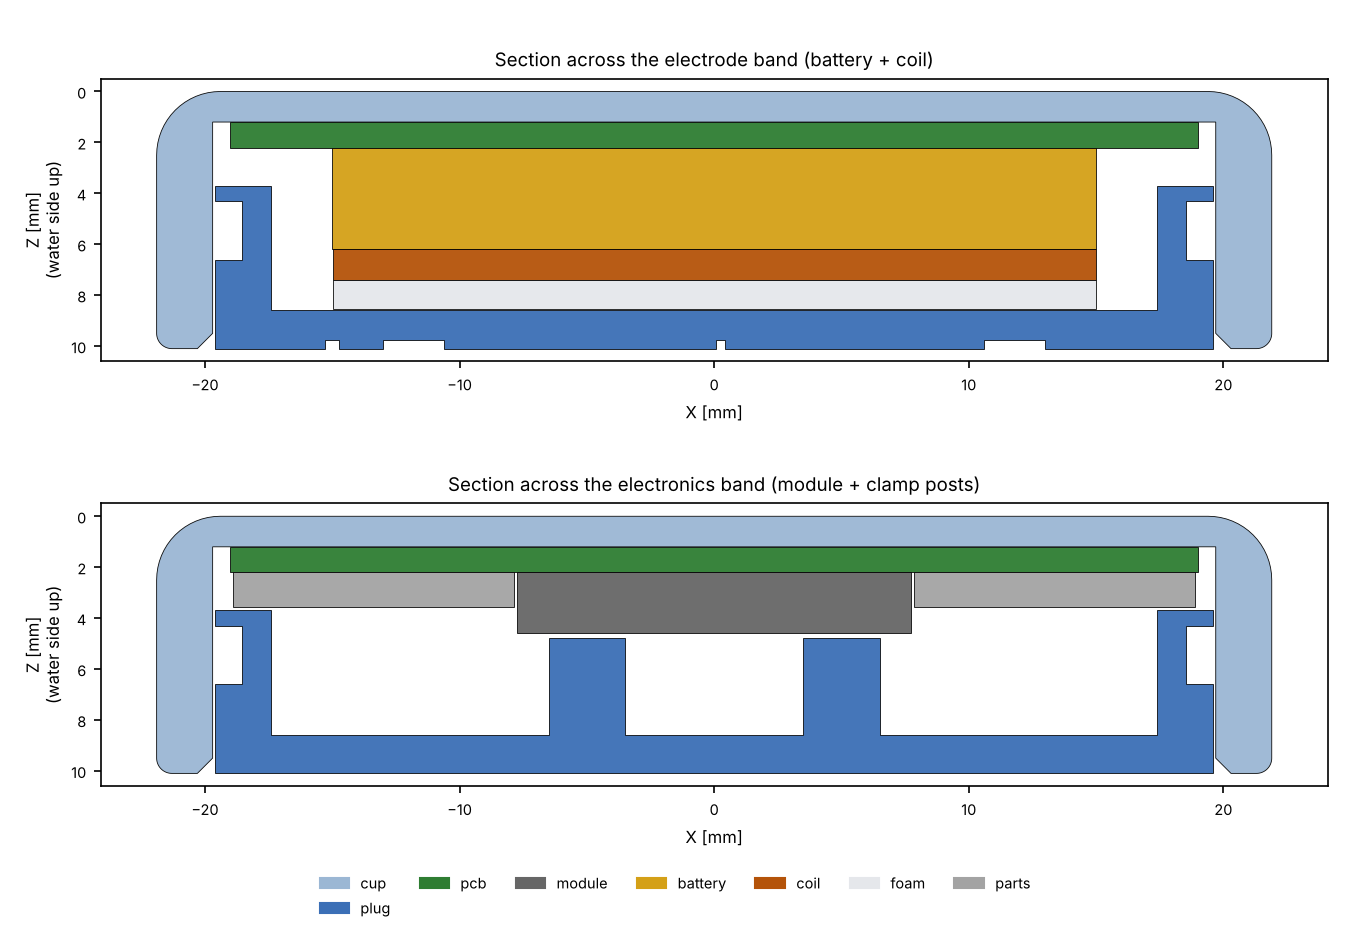 Section across the electrode band (battery + coil)
0
2
4
6
8
10
Z [mm]
(water side up)
−20
−10
0
10
20
X [mm]
Section across the electronics band (module + clamp posts)
0
2
4
6
8
10
Z [mm]
(water side up)
−20
−10
0
10
20
X [mm]
cup pcb module battery coil foam parts
plug